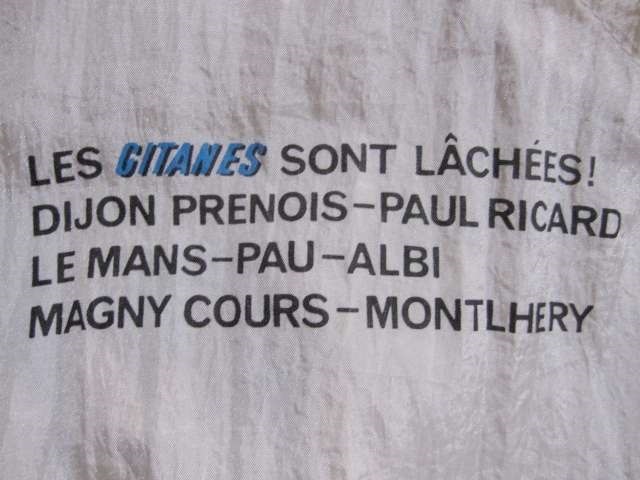 LES GITANES SONT LÂCHÉES!
DIJON PRENOIS-PAUL RICARD
LE MANS-PAU-ALBI
MAGNY COURS-MONTLHERY